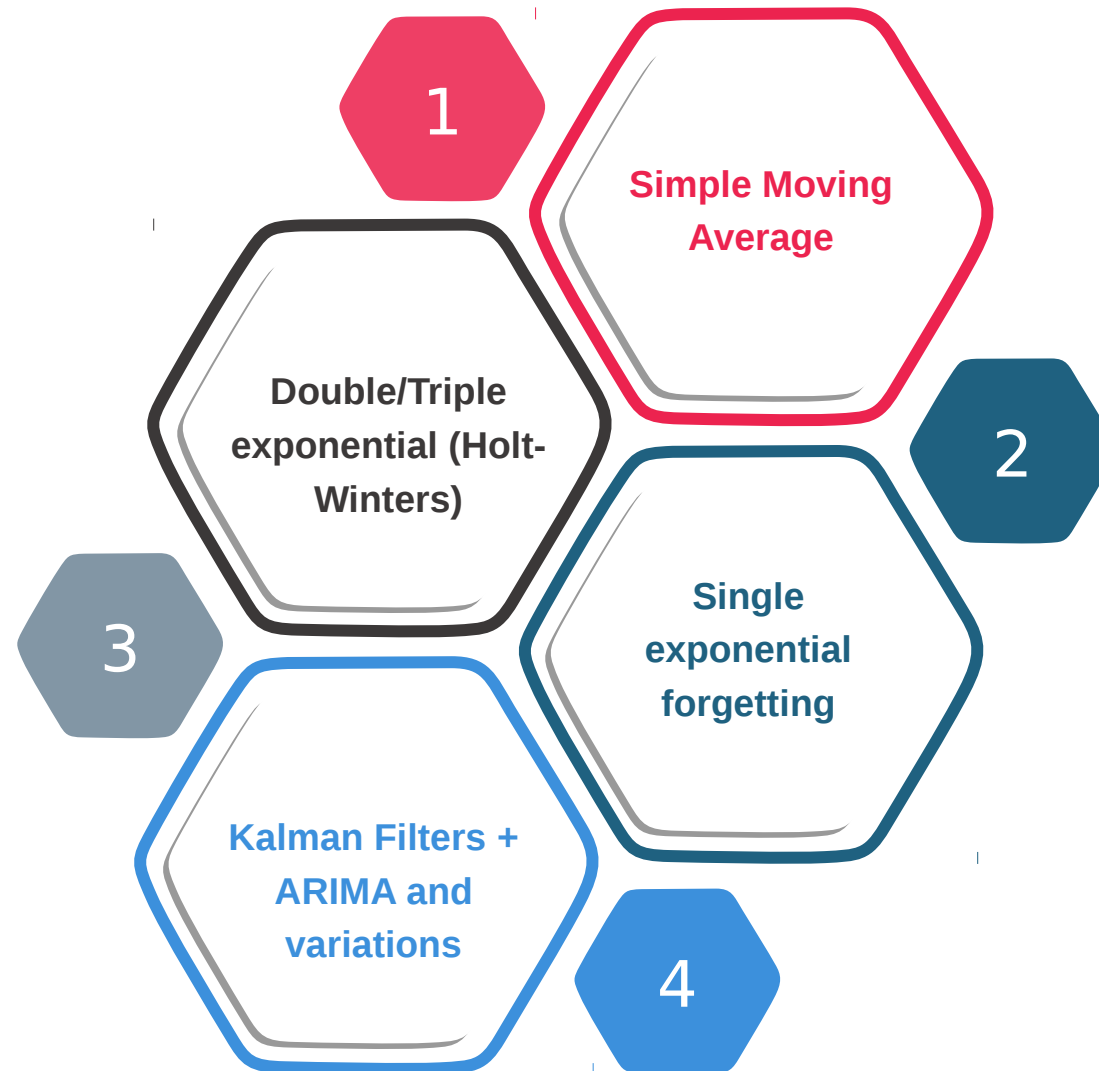 1
Simple Moving
Average
2
Single
exponential
forgetting
3
Double/Triple
exponential (Holt-
Winters)
4
Kalman Filters +
ARIMA and
variations